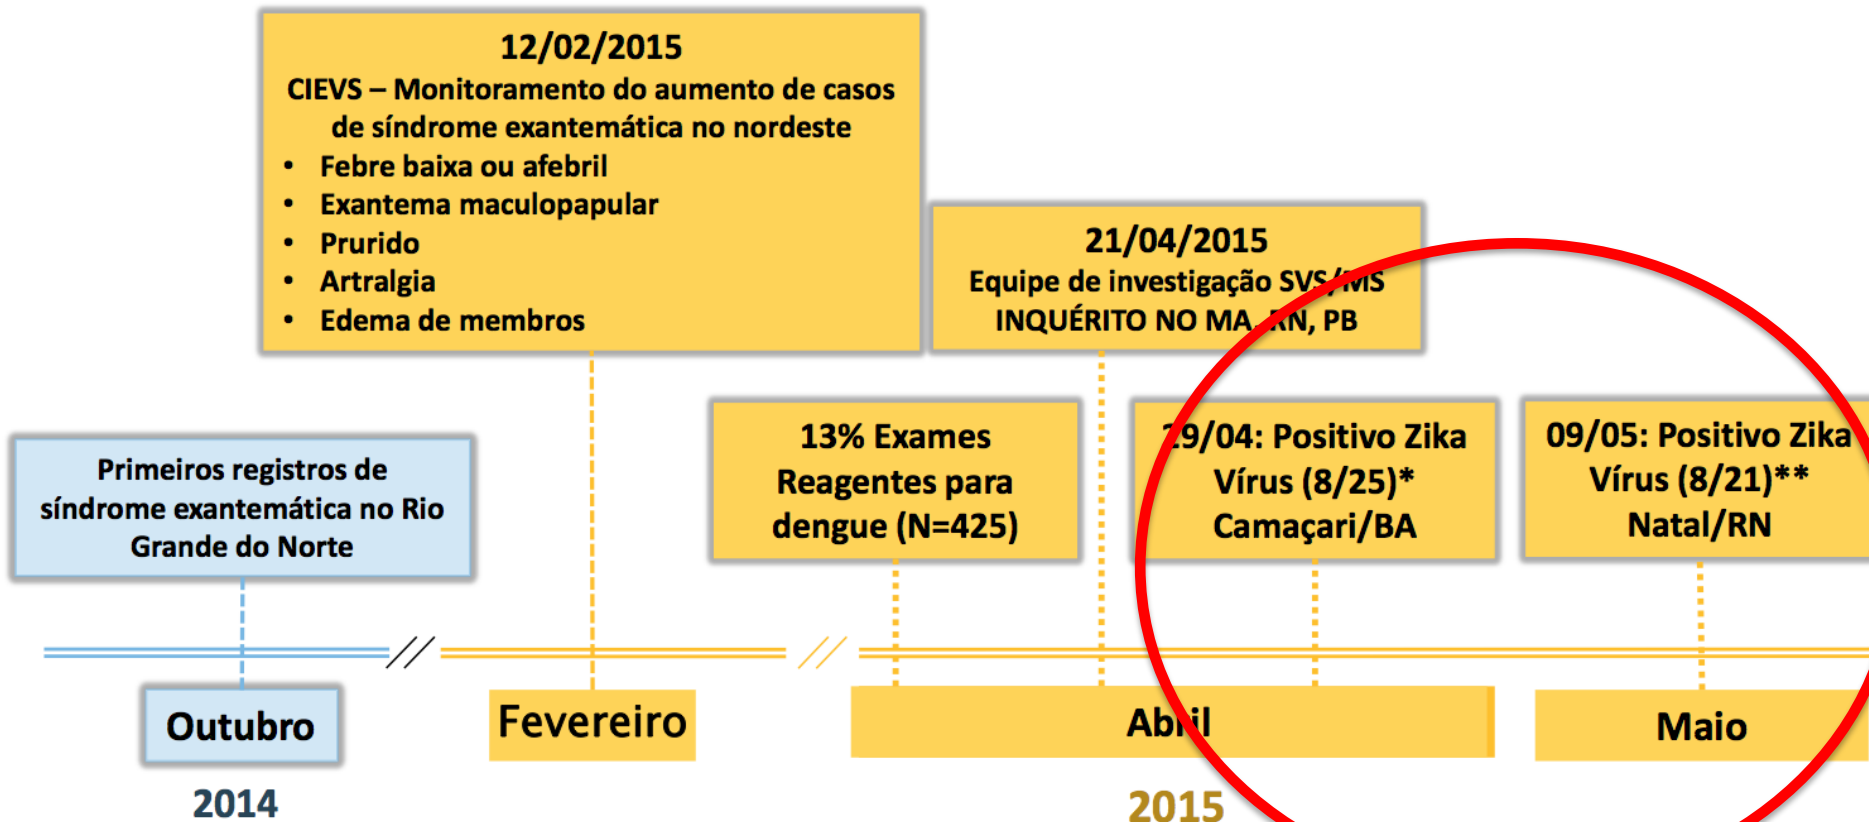 12/02/2015
CIEVS – Monitoramento do aumento de casos
de síndrome exantemática no nordeste
• Febre baixa ou afebril
• Exantema maculopapular
• Prurido
• Artralgia
• Edema de membros
21/04/2015
Equipe de investigação SVS/MS
INQUÉRITO NO MA, RN, PB
Primeiros registros de
síndrome exantemática no Rio
Grande do Norte
13% Exames
Reagentes para
dengue (N=425)
29/04: Positivo Zika
Vírus (8/25)*
Camaçari/BA
09/05: Positivo Zika
Vírus (8/21)**
Natal/RN
Outubro
Fevereiro
Abril
Maio
2014
2015